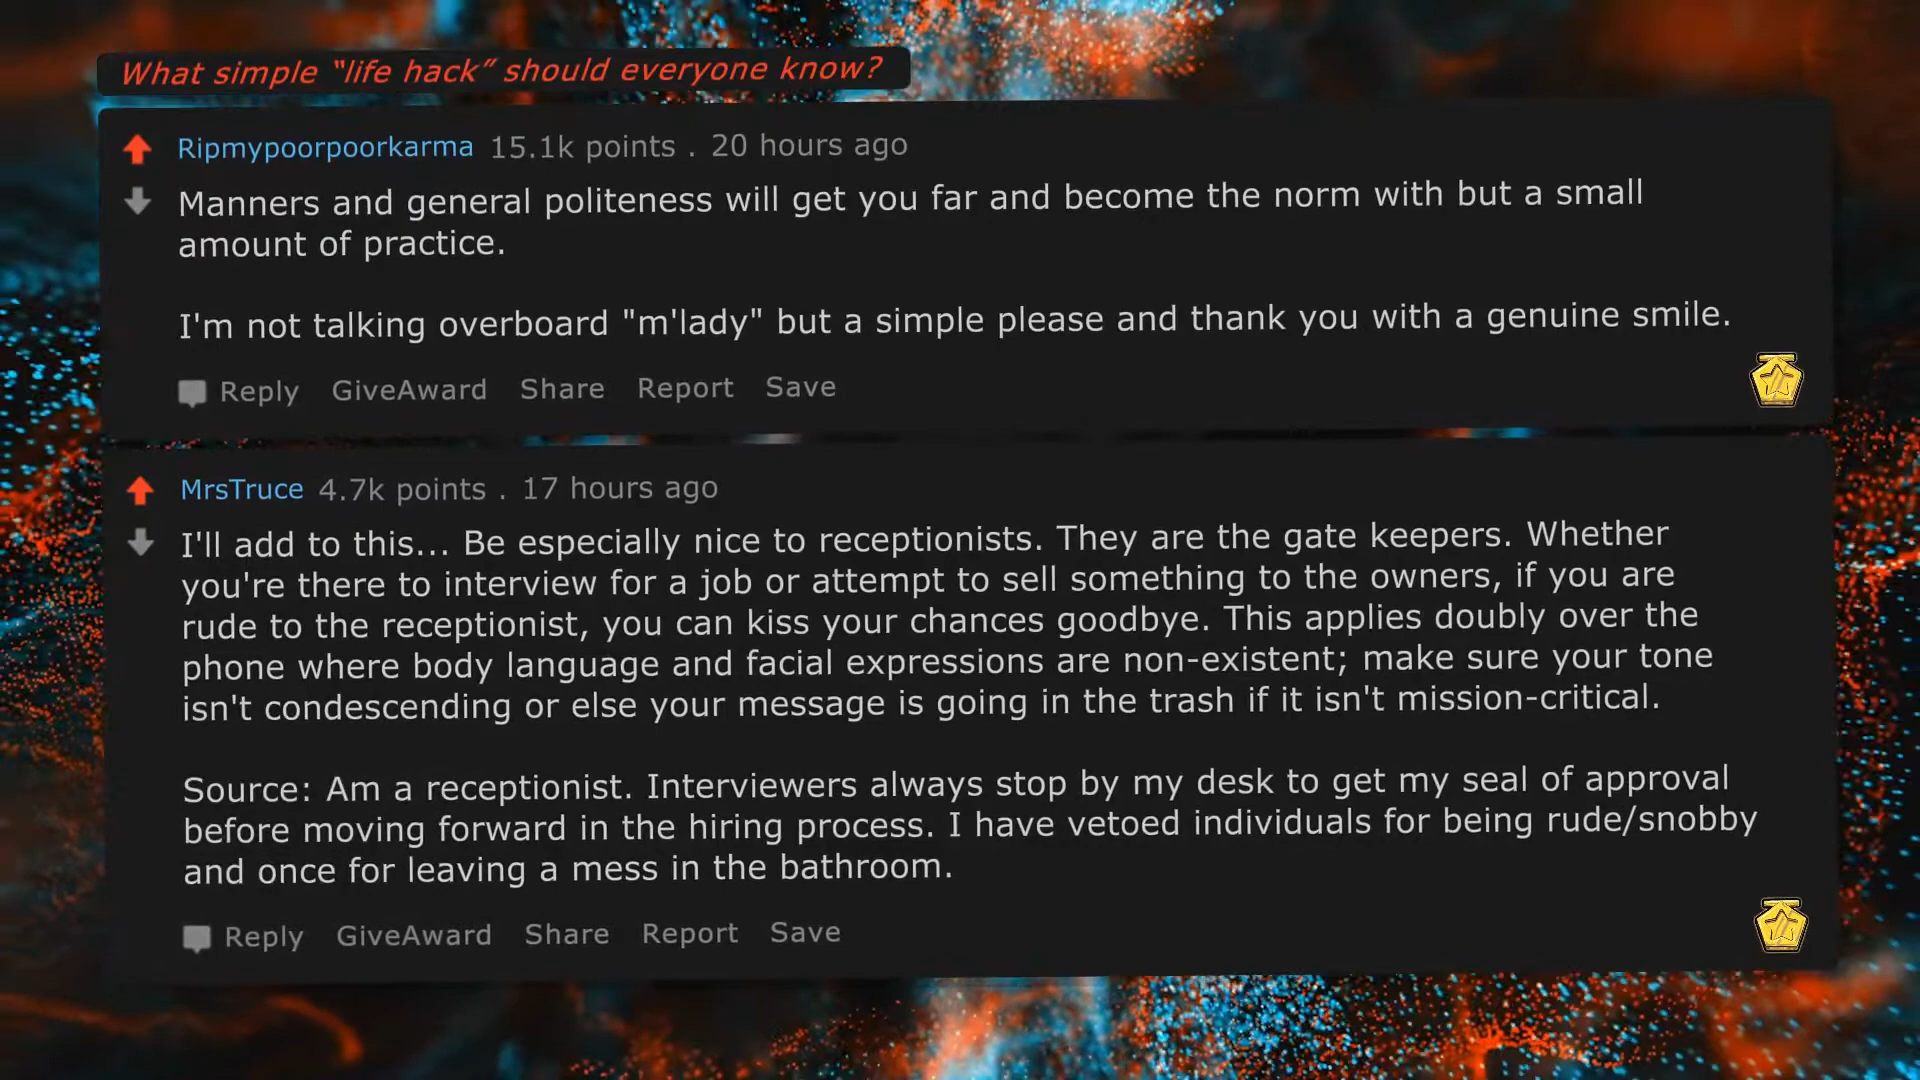 What simple “life hack” should everyone know?
Ripmypoorpoorkarma 15.1k points . 20 hours ago
Manners and general politeness will get you far and become the norm with but a small
amount of practice.
I'm not talking overboard "m'lady" but a simple please and thank you with a genuine smile.
Reply GiveAward Share Report Save
MrsTruce 4.7k points . 17 hours ago
I'll add to this... Be especially nice to receptionists. They are the gate keepers. Whether
you're there to interview for a job or attempt to sell something to the owners, if you are
rude to the receptionist, you can kiss your chances goodbye. This applies doubly over the
phone where body language and facial expressions are non-existent; make sure your tone
isn't condescending or else your message is going in the trash if it isn't mission-critical.
Source: Am a receptionist. Interviewers always stop by my desk to get my seal of approval
before moving forward in the hiring process. I have vetoed individuals for being rude/snobby
and once for leaving a mess in the bathroom.
Reply GiveAward Share Report Save